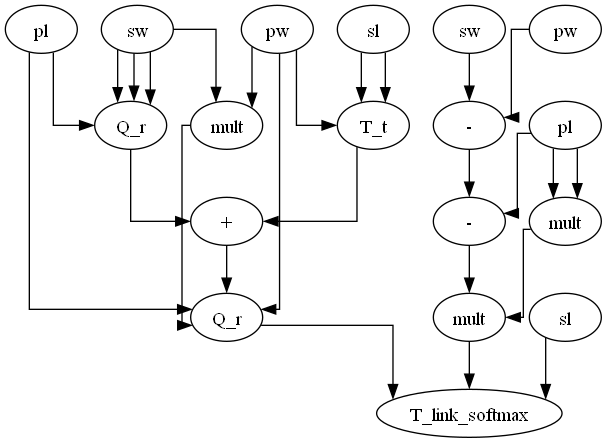 pl sw pw sl sw pw
Q_r mult T_t - pl
+ - mult
Q_r mult sl
T_link_softmax